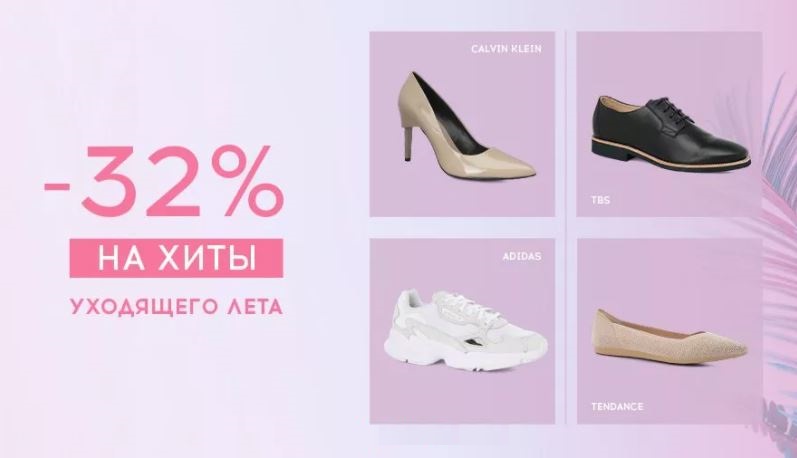 -32%
НА ХИТЫ
УХОДЯЩЕГО ЛЕТА
CALVIN KLEIN
TBS
ADIDAS
TENDANCE